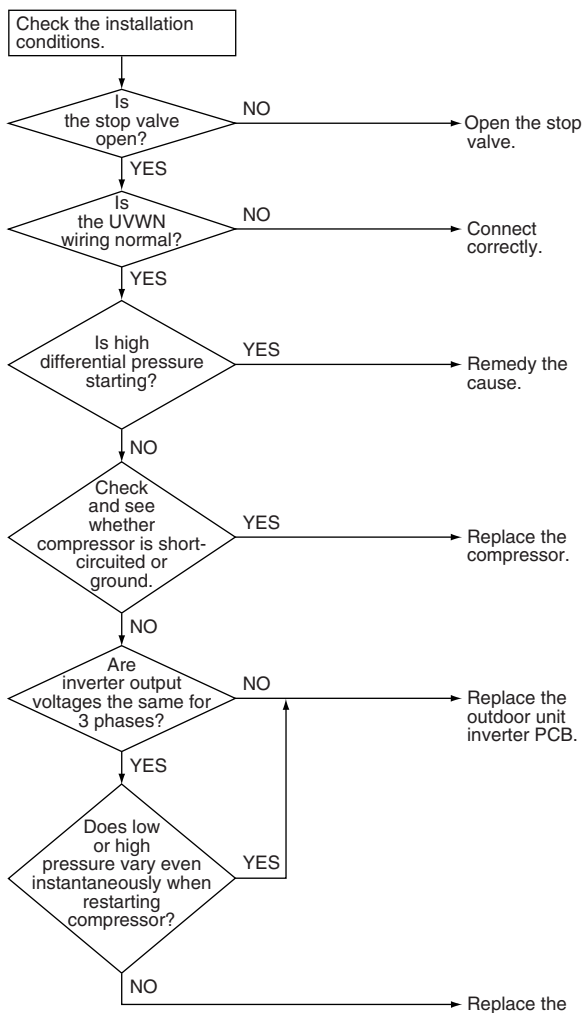 Check the installation
conditions.
Is
the stop valve
open?
NO
Open the stop
valve.
YES
Is
the UVWN
wiring normal?
NO
Connect
correctly.
YES
Is high
differential pressure
starting?
YES
Remedy the
cause.
NO
Check
and see
whether
compressor is short-
circuited or
ground.
YES
Replace the
compressor.
NO
Are
inverter output
voltages the same for
3 phases?
NO
Replace the
outdoor unit
inverter PCB.
YES
Does low
or high
pressure vary even
instantaneously when
restarting
compressor?
YES
NO
Replace the